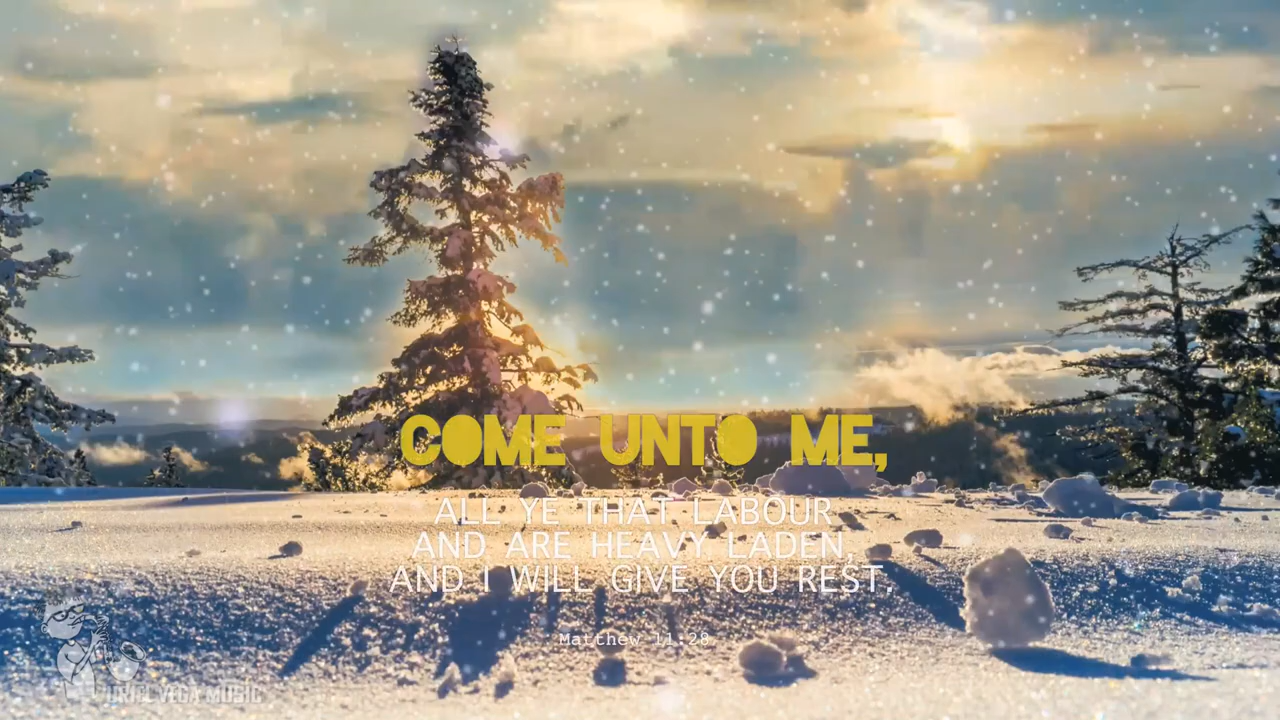 COME UNTO ME,
ALL YE THAT LABOUR
AND ARE HEAVY LADEN,
AND I WILL GIVE YOU REST.
Matthew 11:28
URIEL VEGA MUSIC